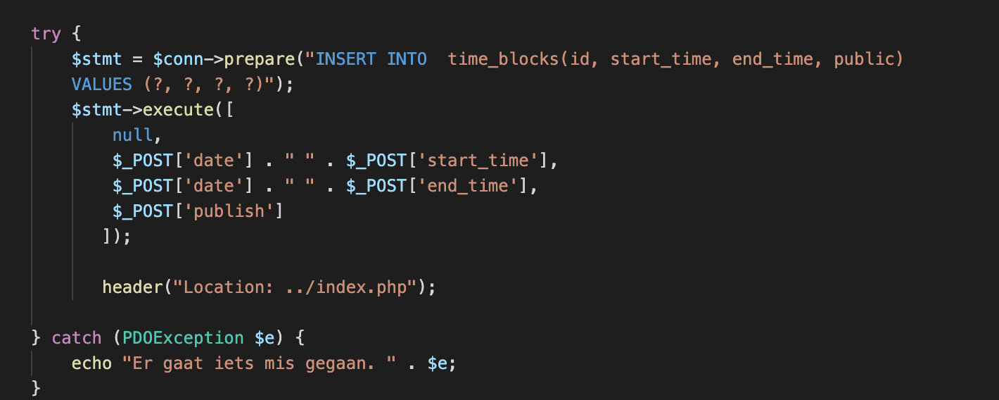 try {
$stmt = $conn->prepare("INSERT INTO  time_blocks(id, start_time, end_time, public)
VALUES (?, ?, ?, ?)");
$stmt->execute([
null,
$_POST['date'] . " " . $_POST['start_time'],
$_POST['date'] . " " . $_POST['end_time'],
$_POST['publish']
]);
header("Location: ../index.php");
} catch (PDOException $e) {
echo "Er gaat iets mis gegaan. " . $e;
}